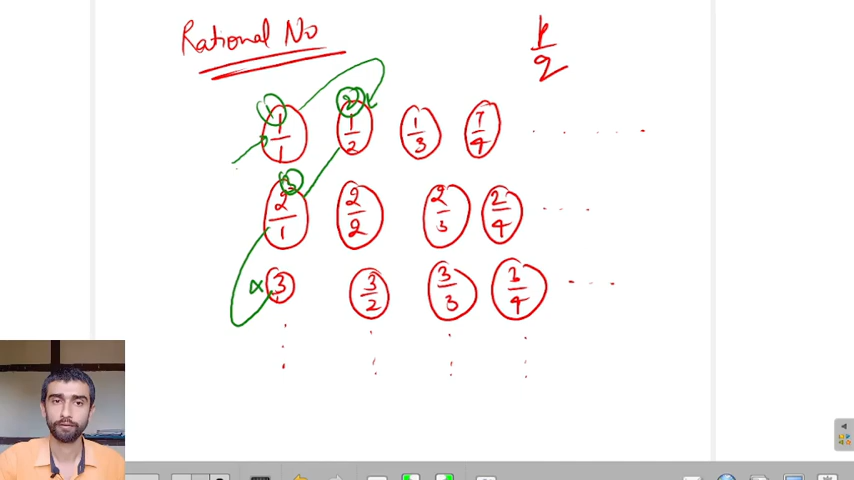 Rational No
p/q
1 2
1/1 1/2 1/3 1/4 . . . . .
3
2/1 2/2 2/3 2/4 . . .
3 3/2 3/3 3/4 . . .